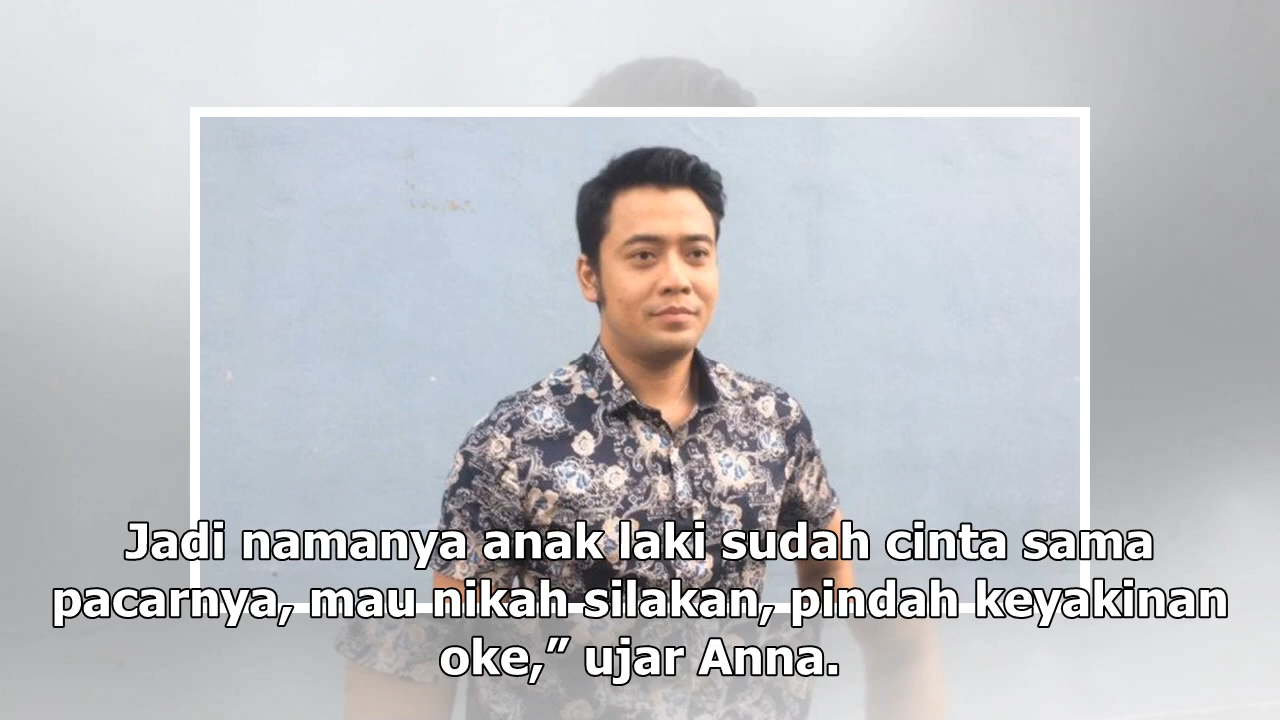 Jadi namanya anak laki sudah cinta sama
pacarnya, mau nikah silakan, pindah keyakinan
oke,” ujar Anna.